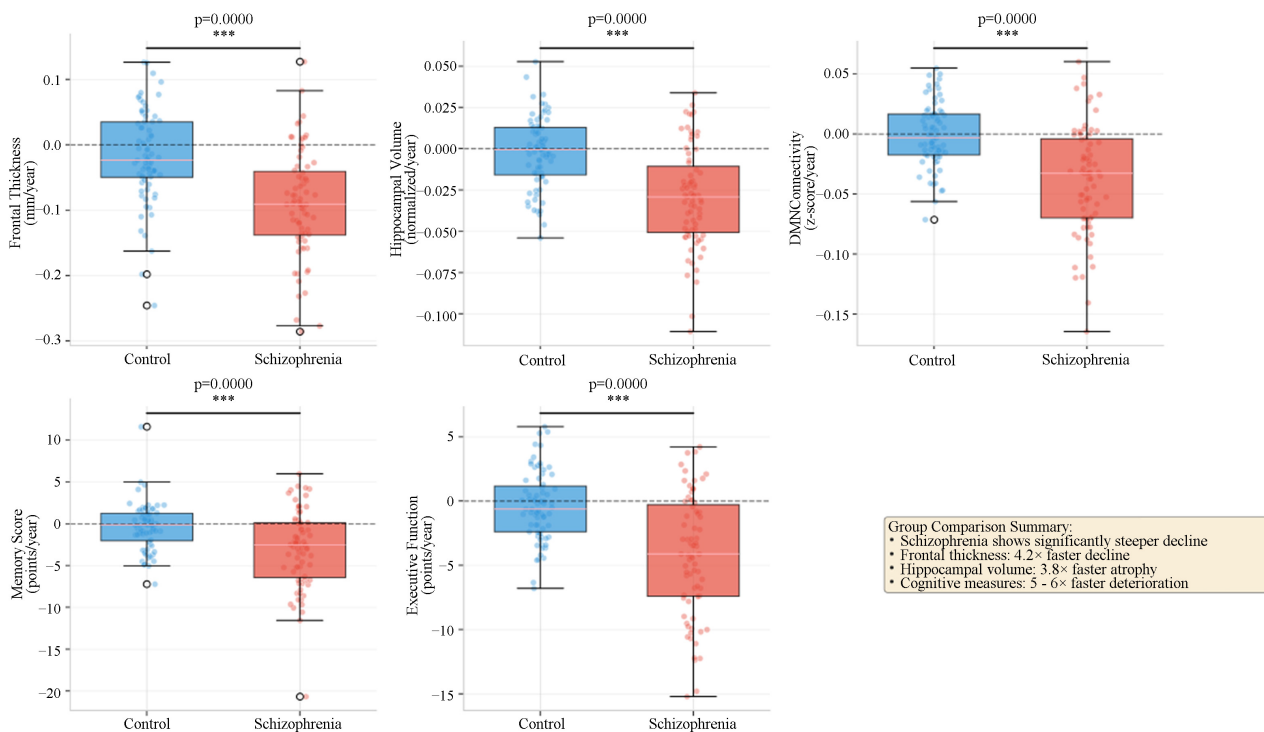 p=0.0000
***
Frontal Thickness
(mm/year)
0.1
0.0
−0.1
−0.2
−0.3
Control
Schizophrenia
p=0.0000
***
Hippocampal Volume
(normalized/year)
0.050
0.025
0.000
−0.025
−0.050
−0.075
−0.100
Control
Schizophrenia
p=0.0000
***
DMNConnectivity
(z-score/year)
0.05
0.00
−0.05
−0.10
−0.15
Control
Schizophrenia
p=0.0000
***
Memory Score
(points/year)
10
5
0
−5
−10
−15
−20
Control
Schizophrenia
p=0.0000
***
Executive Function
(points/year)
5
0
−5
−10
−15
Control
Schizophrenia
Group Comparison Summary:
* Schizophrenia shows significantly steeper decline
* Frontal thickness: 4.2× faster decline
* Hippocampal volume: 3.8× faster atrophy
* Cognitive measures: 5 - 6× faster deterioration